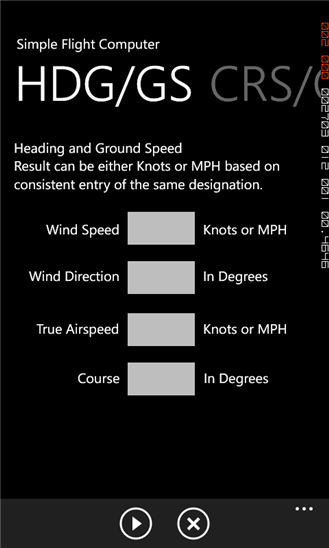 Simple Flight Computer
HDG/GS CRS/
Heading and Ground Speed
Result can be either Knots or MPH based on
consistent entry of the same designation.
Wind Speed Knots or MPH
Wind Direction In Degrees
True Airspeed Knots or MPH
Course In Degrees